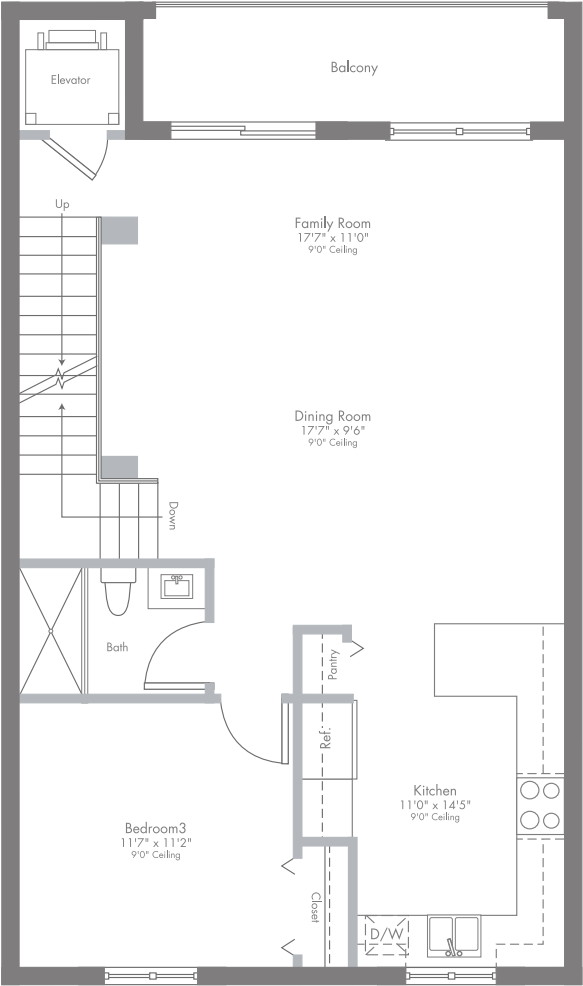 Balcony
Elevator
Up
Family Room
17'7" x 11'0"
9'0" Ceiling
Dining Room
17'7" x 9'6"
9'0" Ceiling
Down
Bath
Pantry
Ref.
Kitchen
11'0" x 14'5"
9'0" Ceiling
Bedroom3
11'7" x 11'2"
9'0" Ceiling
Closet
D/W